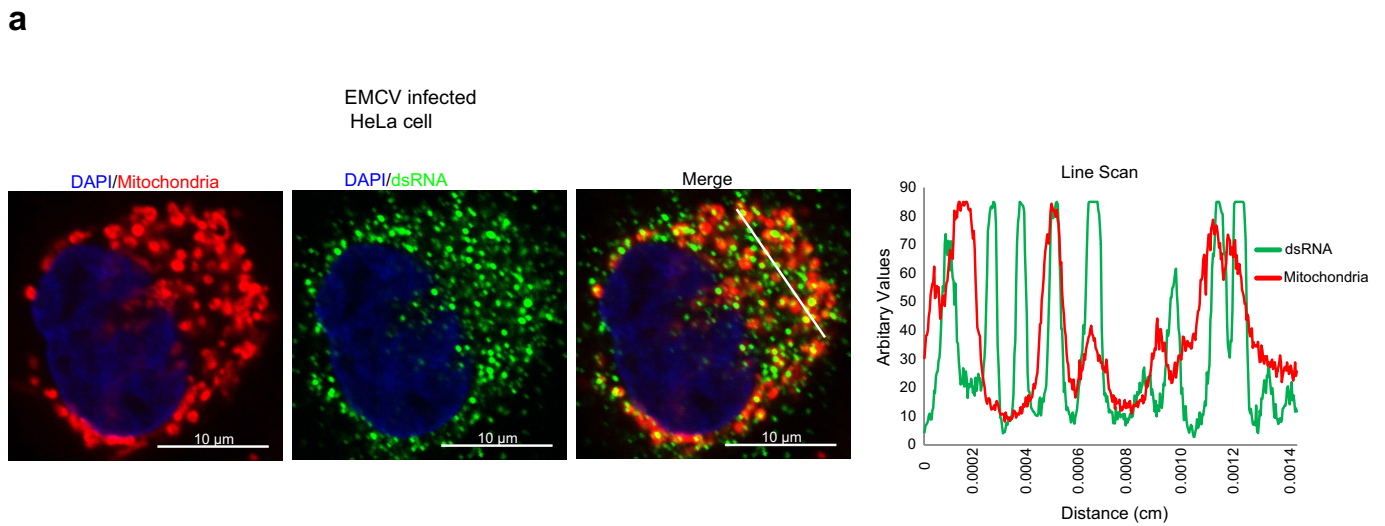 a
EMCV infected
HeLa cell
DAPI/Mitochondria
DAPI/dsRNA
Merge
10 µm
10 µm
10 µm
Line Scan
90
80
70
60
50
40
30
20
10
0
Arbitary Values
0
0.0002
0.0004
0.0006
0.0008
0.0010
0.0012
0.0014
Distance (cm)
dsRNA
Mitochondria